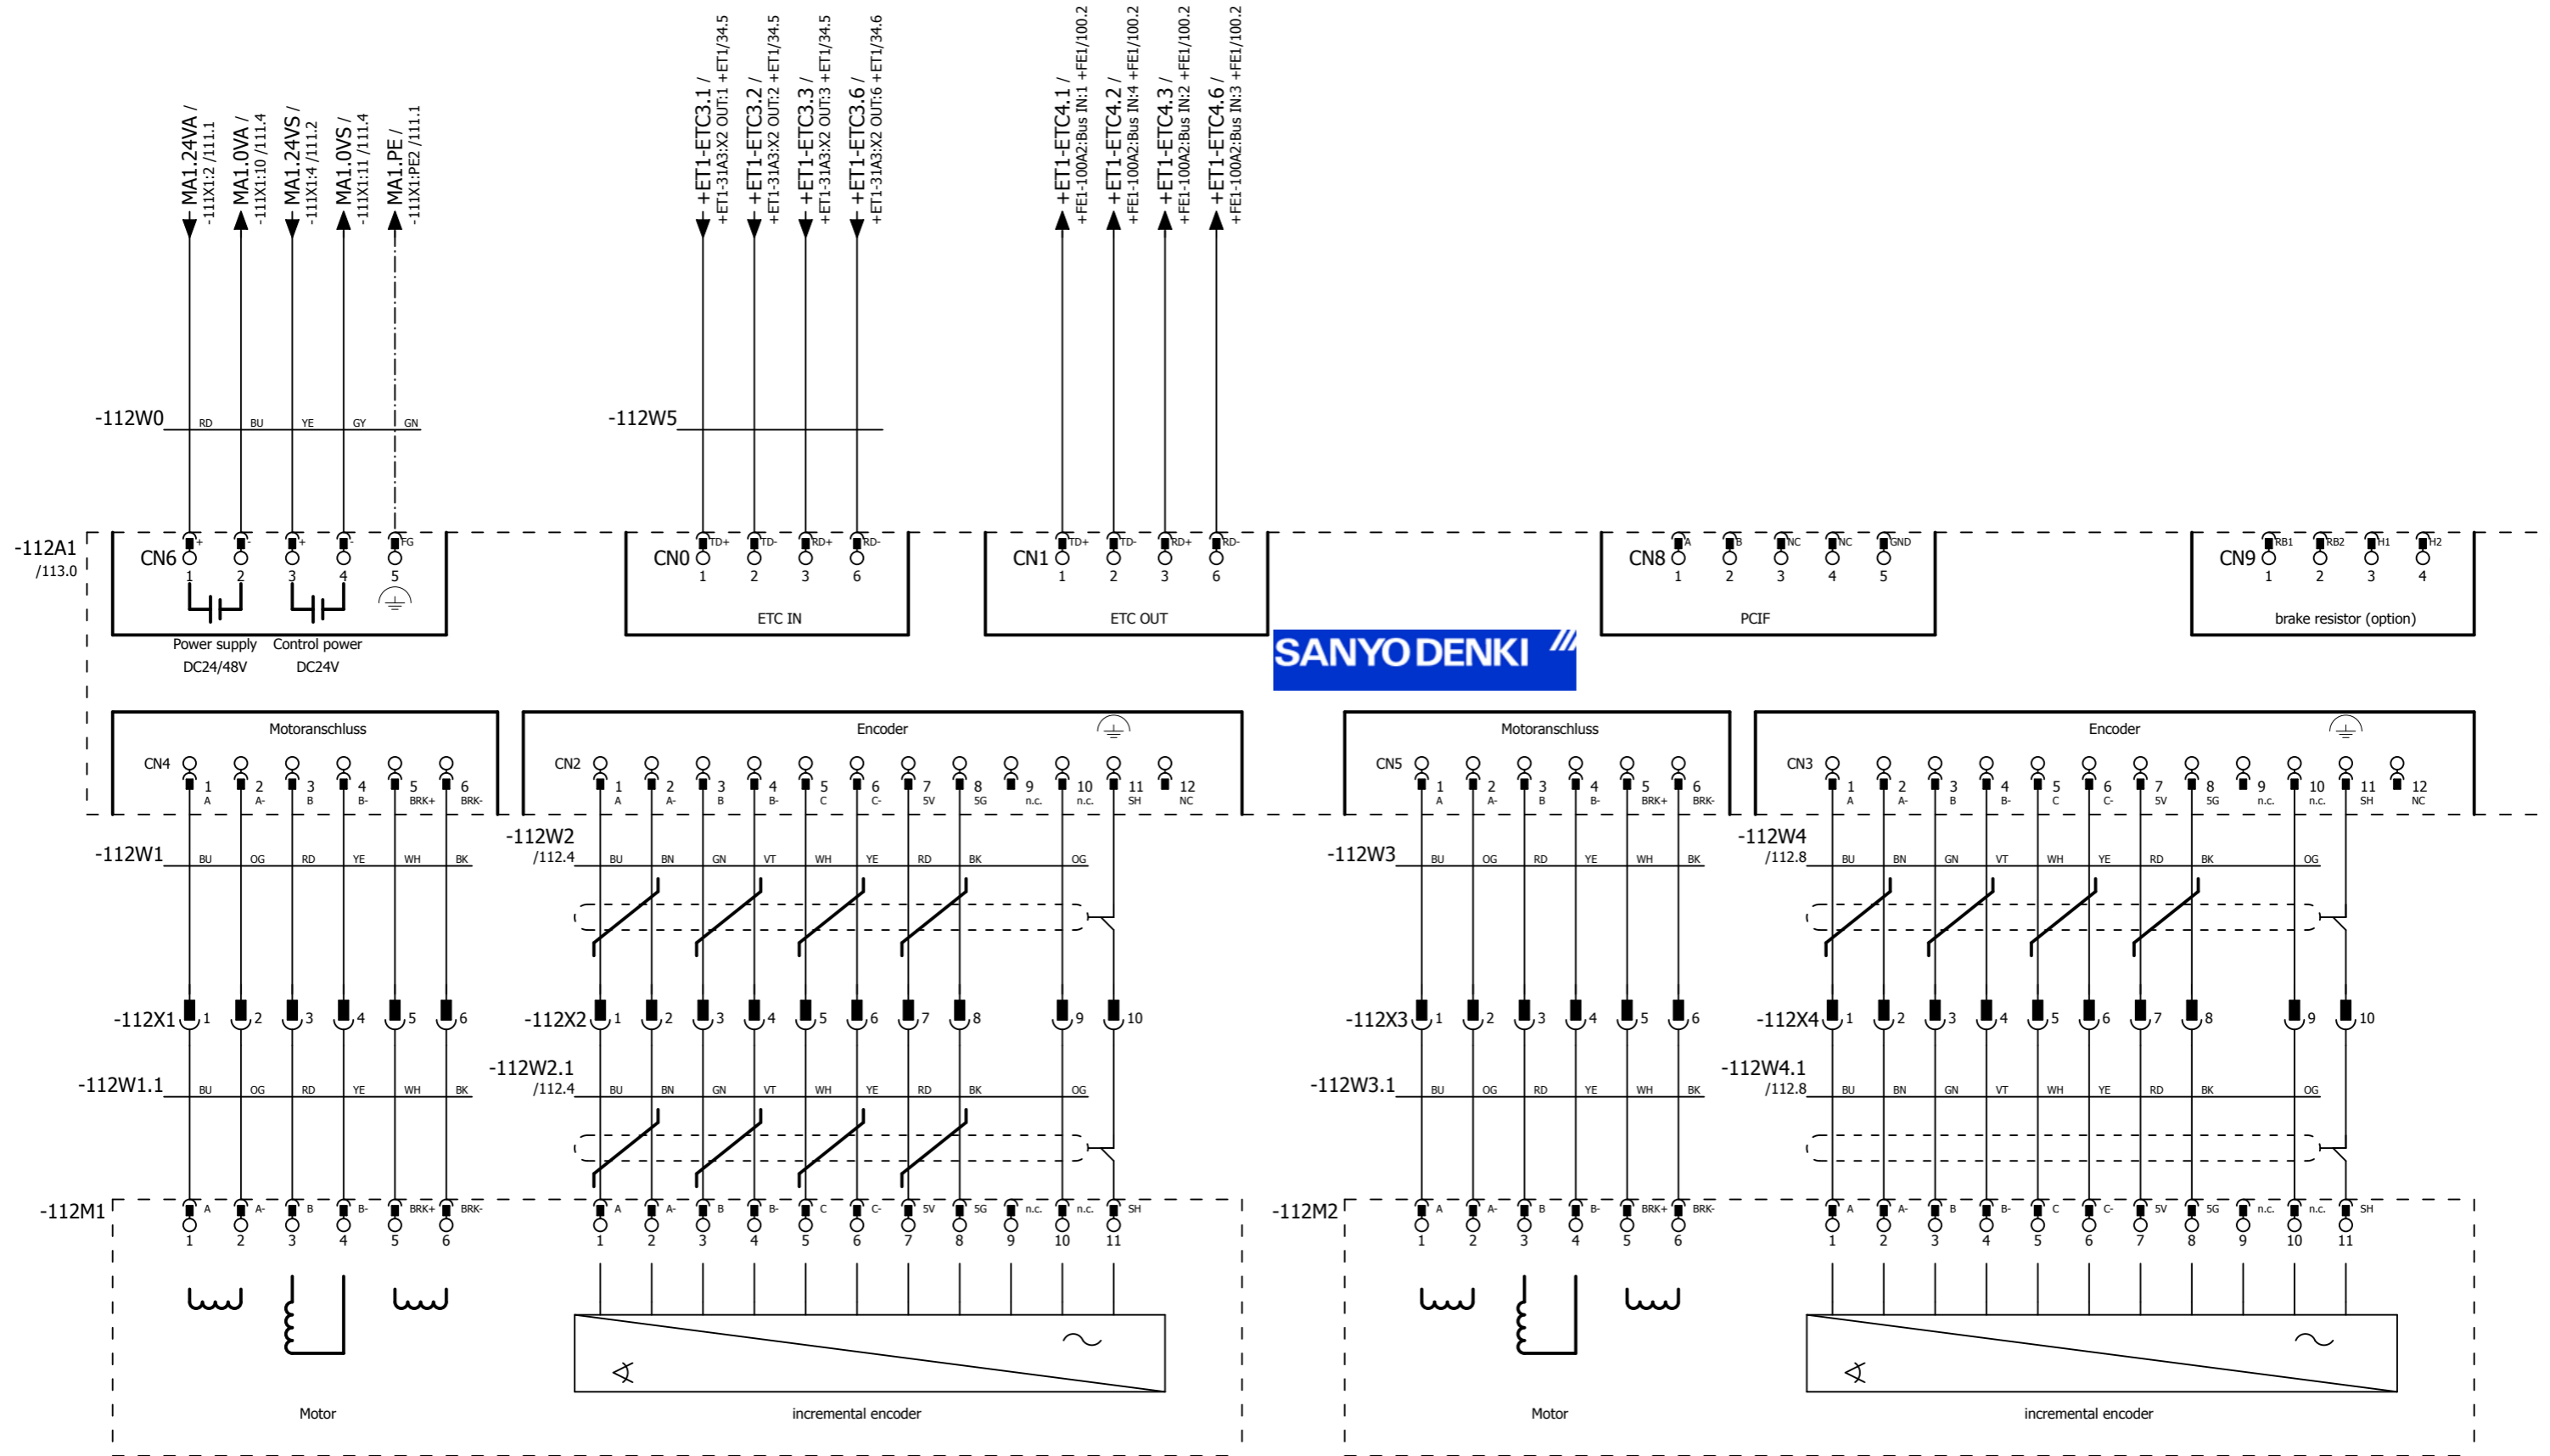 MA1.24VA /
-111X1:2 /111.1
MA1.0VA /
-111X1:10 /111.4
MA1.24VS /
-111X1:4 /111.2
MA1.0VS /
-111X1:11 /111.4
MA1.PE /
-111X1:PE2 /111.1
+ET1-ETC3.1 /
+ET1-31A3:X2 OUT:1 +ET1/34.5
+ET1-ETC3.2 /
+ET1-31A3:X2 OUT:2 +ET1/34.5
+ET1-ETC3.3 /
+ET1-31A3:X2 OUT:3 +ET1/34.5
+ET1-ETC3.6 /
+ET1-31A3:X2 OUT:6 +ET1/34.6
+ET1-ETC4.1 /
+FE1-100A2:Bus IN:1 +FE1/100.2
+ET1-ETC4.2 /
+FE1-100A2:Bus IN:4 +FE1/100.2
+ET1-ETC4.3 /
+FE1-100A2:Bus IN:2 +FE1/100.2
+ET1-ETC4.6 /
+FE1-100A2:Bus IN:3 +FE1/100.2
-112W0 RD BU YE GY GN
-112W5
-112A1
/113.0
CN6 + - + - FG
1 2 3 4 5
Power supply
DC24/48V
Control power
DC24V
CN0 TD+ TD- RD+ RD-
1 2 3 6
ETC IN
CN1 TD+ TD- RD+ RD-
1 2 3 6
ETC OUT
CN8 A B NC NC GND
1 2 3 4 5
PCIF
CN9 RB1 RB2 H1 H2
1 2 3 4
brake resistor (option)
SANYO DENKI
Motoranschluss
CN4 1 2 3 4 5 6
A A- B B- BRK+ BRK-
Encoder
CN2 1 2 3 4 5 6 7 8 9 10 11 12
A A- B B- C C- 5V 5G n.c. n.c. SH NC
Motoranschluss
CN5 1 2 3 4 5 6
A A- B B- BRK+ BRK-
Encoder
CN3 1 2 3 4 5 6 7 8 9 10 11 12
A A- B B- C C- 5V 5G n.c. n.c. SH NC
-112W1 BU OG RD YE WH BK
-112W2
/112.4 BU BN GN VT WH YE RD BK OG
-112W3 BU OG RD YE WH BK
-112W4
/112.8 BU BN GN VT WH YE RD BK OG
-112X1 1 2 3 4 5 6
-112X2 1 2 3 4 5 6 7 8 9 10
-112X3 1 2 3 4 5 6
-112X4 1 2 3 4 5 6 7 8 9 10
-112W1.1 BU OG RD YE WH BK
-112W2.1
/112.4 BU BN GN VT WH YE RD BK OG
-112W3.1 BU OG RD YE WH BK
-112W4.1
/112.8 BU BN GN VT WH YE RD BK OG
-112M1 A A- B B- BRK+ BRK-
1 2 3 4 5 6
A A- B B- C C- 5V 5G n.c. n.c. SH
1 2 3 4 5 6 7 8 9 10 11
Motor
incremental encoder
-112M2 A A- B B- BRK+ BRK-
1 2 3 4 5 6
A A- B B- C C- 5V 5G n.c. n.c. SH
1 2 3 4 5 6 7 8 9 10 11
Motor
incremental encoder